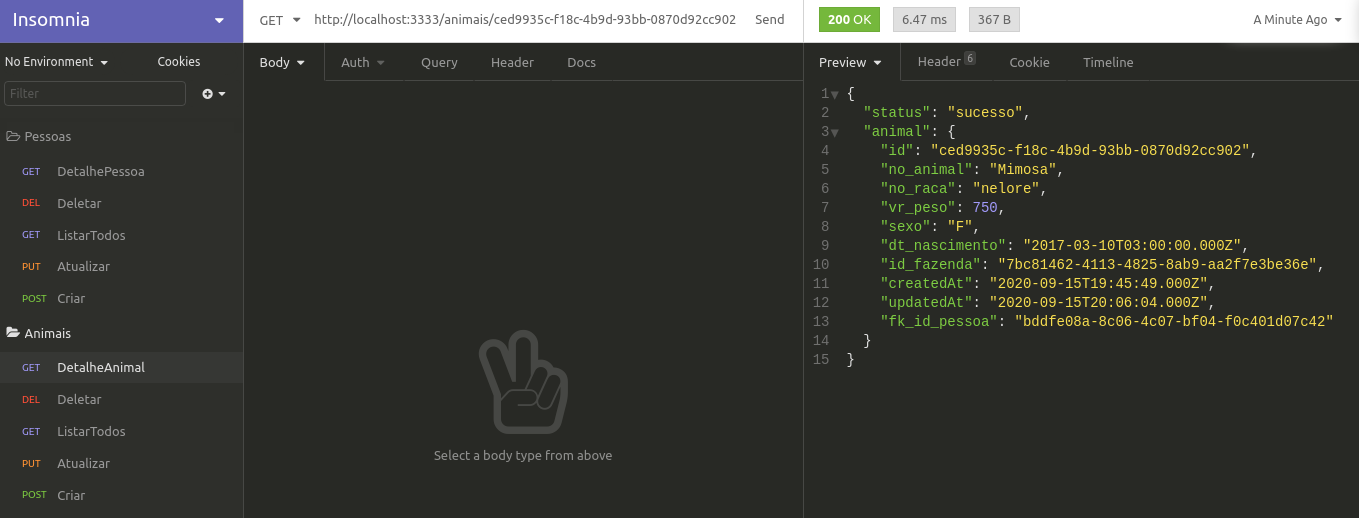 Insomnia
GET http://localhost:3333/animais/ced9935c-f18c-4b9d-93bb-0870d92cc902 Send
200 OK 6.47 ms 367 B A Minute Ago
No Environment Cookies
Filter
Pessoas
GET DetalhePessoa
DEL Deletar
GET ListarTodos
PUT Atualizar
POST Criar
Animais
GET DetalheAnimal
DEL Deletar
GET ListarTodos
PUT Atualizar
POST Criar
Body Auth Query Header Docs
Select a body type from above
Preview Header 6 Cookie Timeline
1 {
2 "status": "sucesso",
3 "animal": {
4 "id": "ced9935c-f18c-4b9d-93bb-0870d92cc902",
5 "no_animal": "Mimosa",
6 "no_raca": "nelore",
7 "vr_peso": 750,
8 "sexo": "F",
9 "dt_nascimento": "2017-03-10T03:00:00.000Z",
10 "id_fazenda": "7bc81462-4113-4825-8ab9-aa2f7e3be36e",
11 "createdAt": "2020-09-15T19:45:49.000Z",
12 "updatedAt": "2020-09-15T20:06:04.000Z",
13 "fk_id_pessoa": "bddfe08a-8c06-4c07-bf04-f0c401d07c42"
14 }
15 }